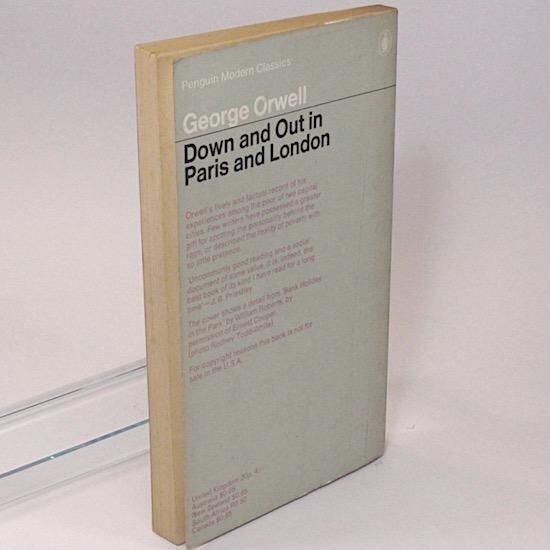 Penguin Modern Classics
George Orwell
Down and Out in
Paris and London
Orwell's lively and factual record of his
experiences among the poor of two capital
cities. Few writers have possessed a greater
gift for spotting the personality behind the
rags, or described the reality of poverty with
so little pretence.
'Uncommonly good reading and a social
document of some value. It is, indeed, the
best book of its kind I have read for a long
time' – J. B. Priestley
The cover shows a detail from 'Bank Holiday
in the Park' by William Roberts, by
permission of Ernest Cooper.
(photo Rodney Todd-White)
For copyright reasons this book is not for
sale in the U.S.A.
United Kingdom 20p 4/-
Australia
New Zealand
South Africa
Canada